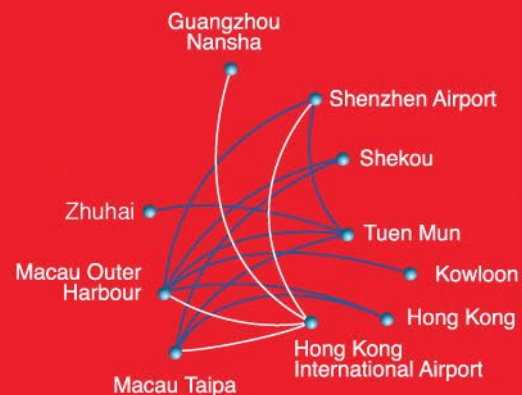 Guangzhou
Nansha
Shenzhen Airport
Shekou
Zhuhai
Tuen Mun
Macau Outer
Harbour
Kowloon
Hong Kong
Hong Kong
International Airport
Macau Taipa